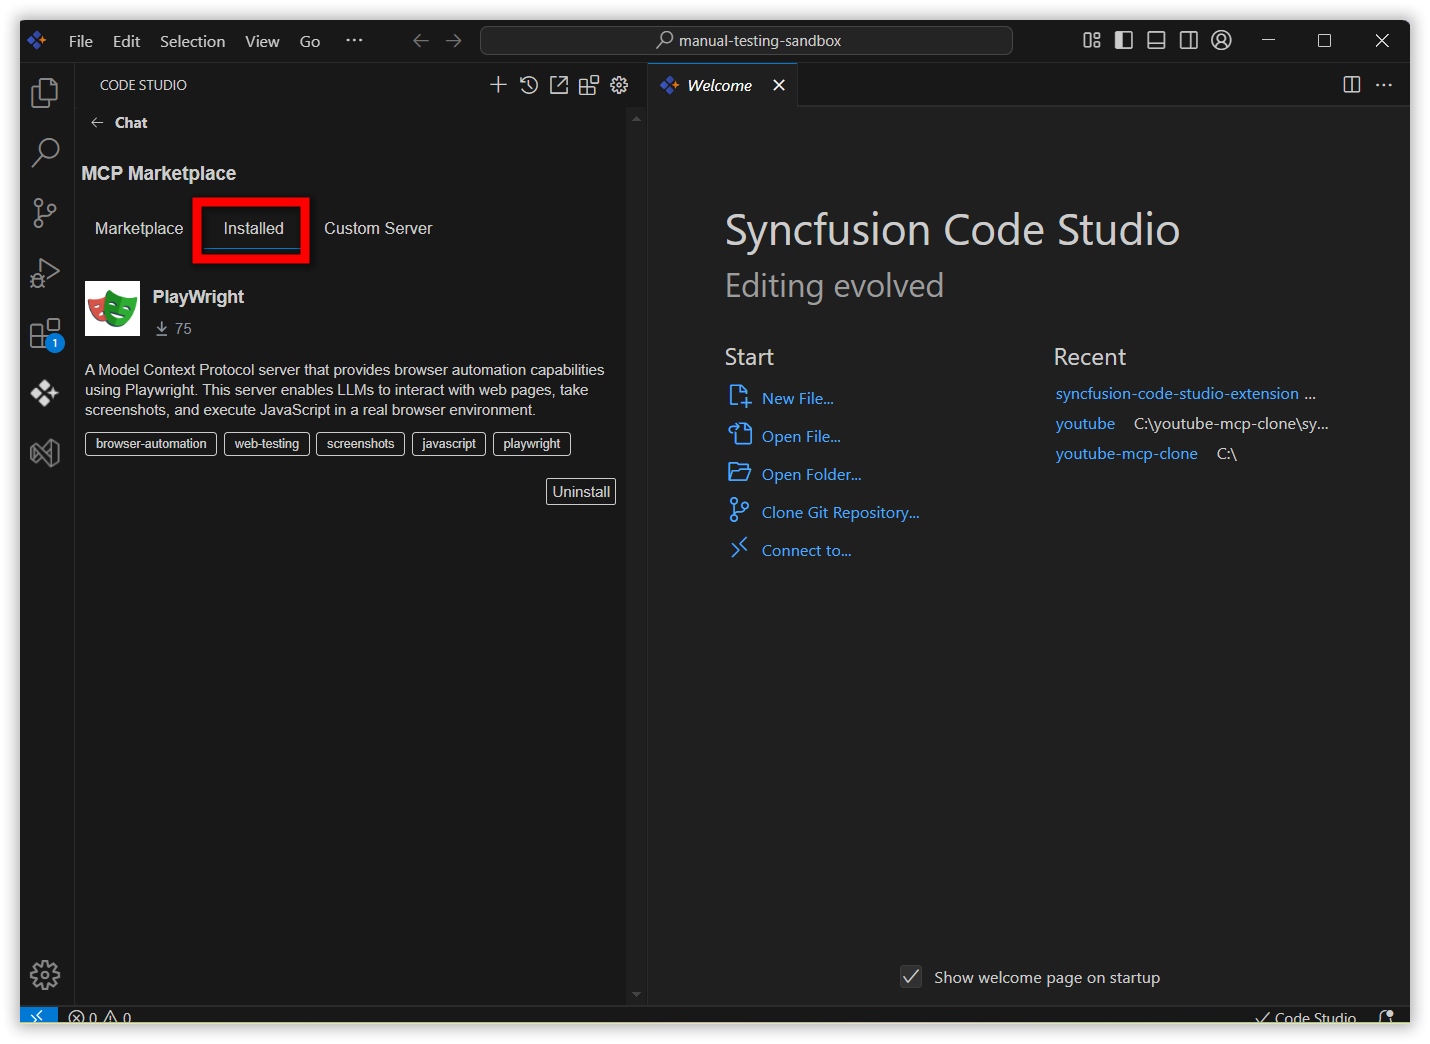 File Edit Selection View Go ···
manual-testing-sandbox
CODE STUDIO
Welcome
Chat
MCP Marketplace
Marketplace Installed Custom Server
PlayWright
75
A Model Context Protocol server that provides browser automation capabilities
using Playwright. This server enables LLMs to interact with web pages, take
screenshots, and execute JavaScript in a real browser environment.
browser-automation web-testing screenshots javascript playwright
Uninstall
1
Syncfusion Code Studio
Editing evolved
Start
New File...
Open File...
Open Folder...
Clone Git Repository...
Connect to...
Recent
syncfusion-code-studio-extension ...
youtube C:\youtube-mcp-clone\sy...
youtube-mcp-clone C:\
Show welcome page on startup
0 0
Code Studio